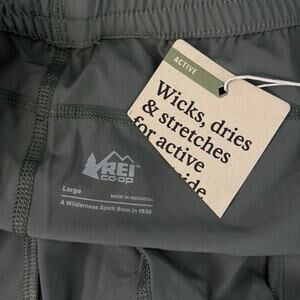 ACTIVE
Wicks, dries
& stretches
for active
REI
CO·OP
Large
MADE IN INDONESIA
A Wilderness Spirit Born in 1938